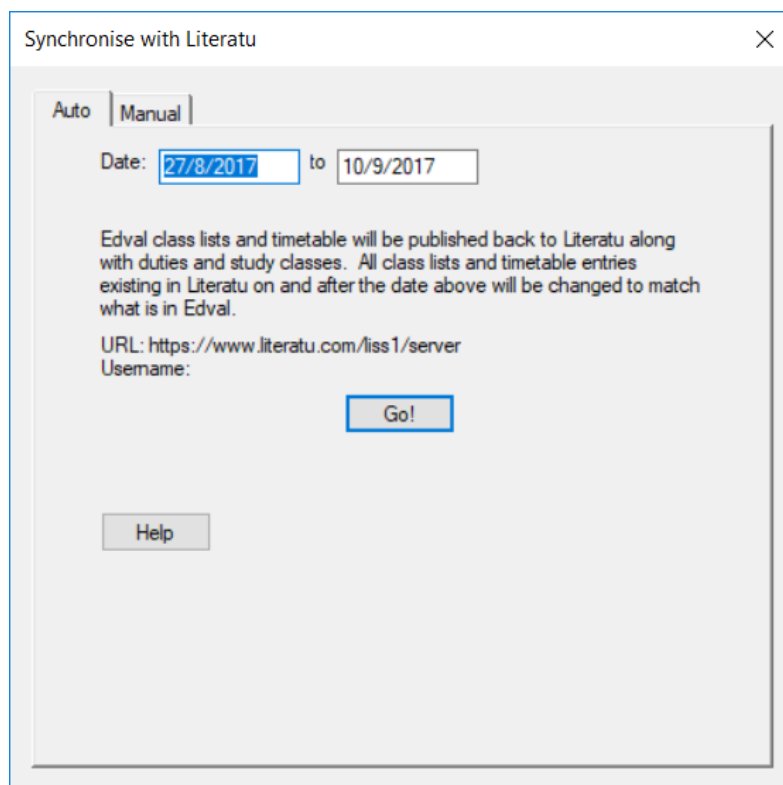 Synchronise with Literatu
Auto Manual
Date: 27/8/2017 to 10/9/2017
Edval class lists and timetable will be published back to Literatu along
with duties and study classes. All class lists and timetable entries
existing in Literatu on and after the date above will be changed to match
what is in Edval.
URL: https://www.literatu.com/liss1/server
Username:
Go!
Help